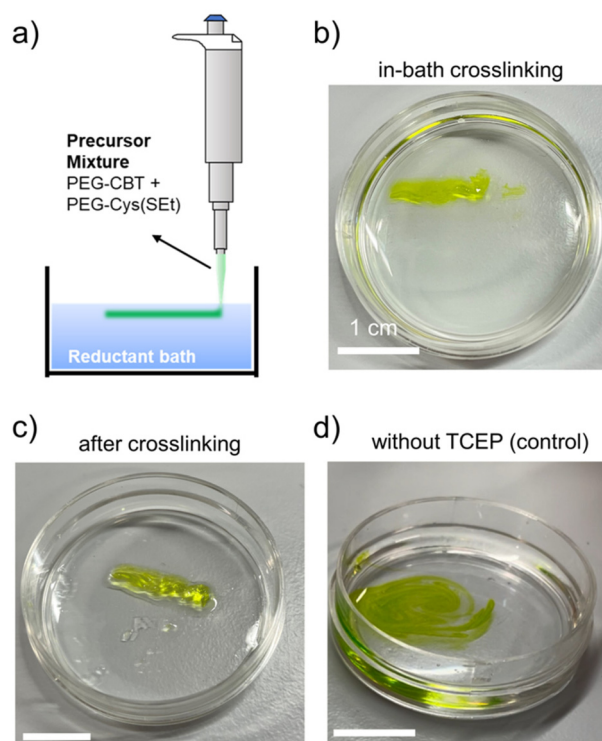 a)
Precursor
Mixture
PEG-CBT +
PEG-Cys(SEt)
Reductant bath
b)
in-bath crosslinking
1 cm
c)
after crosslinking
d)
without TCEP (control)